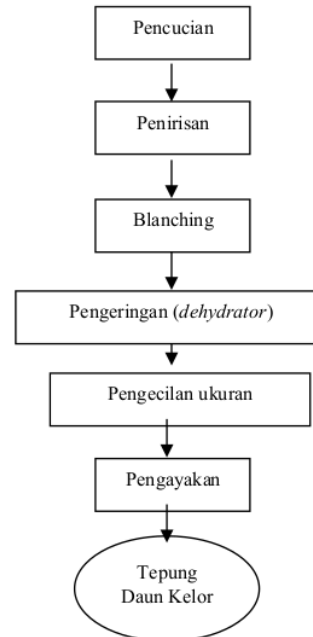 Pencucian
Penirisan
Blanching
Pengeringan (dehydrator)
Pengecilan ukuran
Pengayakan
Tepung
Daun Kelor